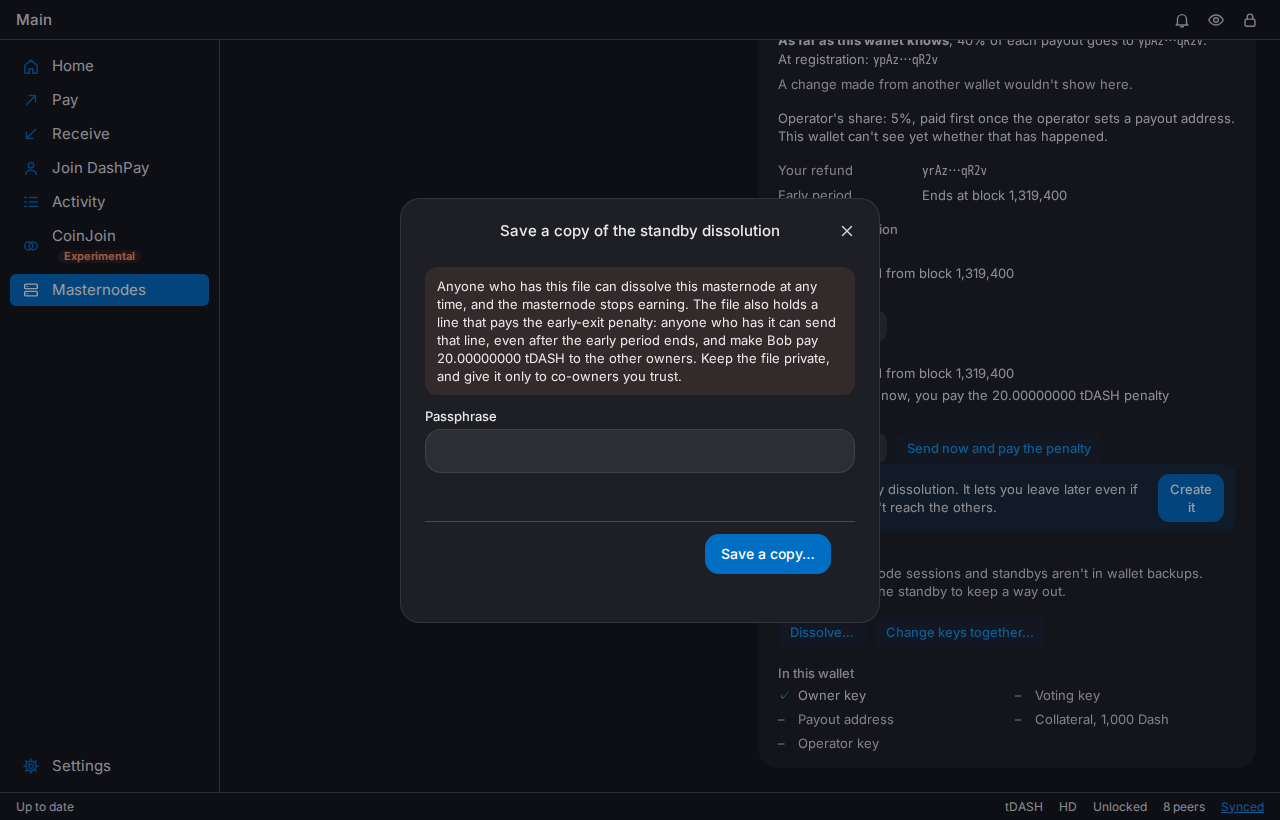 Main
Home
Pay
Receive
Join DashPay
Activity
CoinJoin
Experimental
Masternodes
Settings
As far as this wallet knows, 40% of each payout goes to ypAz…qR2v.
At registration: ypAz…qR2v
A change made from another wallet wouldn't show here.
Operator's share: 5%, paid first once the operator sets a payout address.
This wallet can't see yet whether that has happened.
Your refund yrAz…qR2v
Early period Ends at block 1,319,400
from block 1,319,400
from block 1,319,400
now, you pay the 20.00000000 tDASH penalty
Send now and pay the penalty
dissolution. It lets you leave later even if
reach the others.
Create
it
sessions and standbys aren't in wallet backups.
the standby to keep a way out.
Dissolve...
Change keys together...
In this wallet
✓ Owner key
– Voting key
– Payout address
– Collateral, 1,000 Dash
– Operator key
Save a copy of the standby dissolution
Anyone who has this file can dissolve this masternode at any
time, and the masternode stops earning. The file also holds a
line that pays the early-exit penalty: anyone who has it can send
that line, even after the early period ends, and make Bob pay
20.00000000 tDASH to the other owners. Keep the file private,
and give it only to co-owners you trust.
Passphrase
Save a copy...
Up to date
tDASH HD Unlocked 8 peers Synced